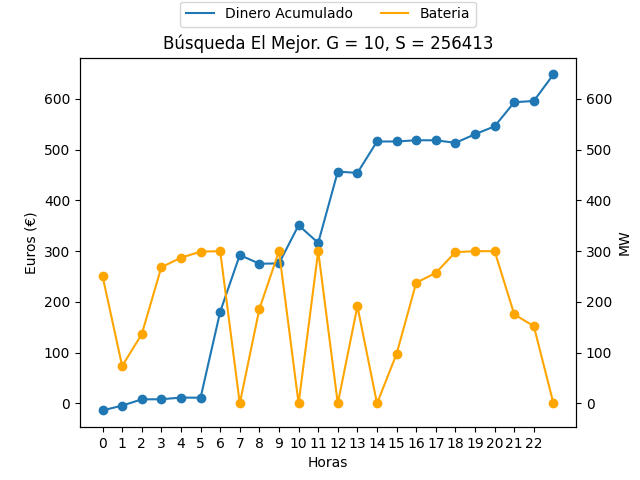 Dinero Acumulado Bateria
Búsqueda El Mejor. G = 10, S = 256413
600 600
500 500
400 400
300 300
200 200
100 100
0 0
Euros (€)
MW
0 1 2 3 4 5 6 7 8 9 10 11 12 13 14 15 16 17 18 19 20 21 22
Horas